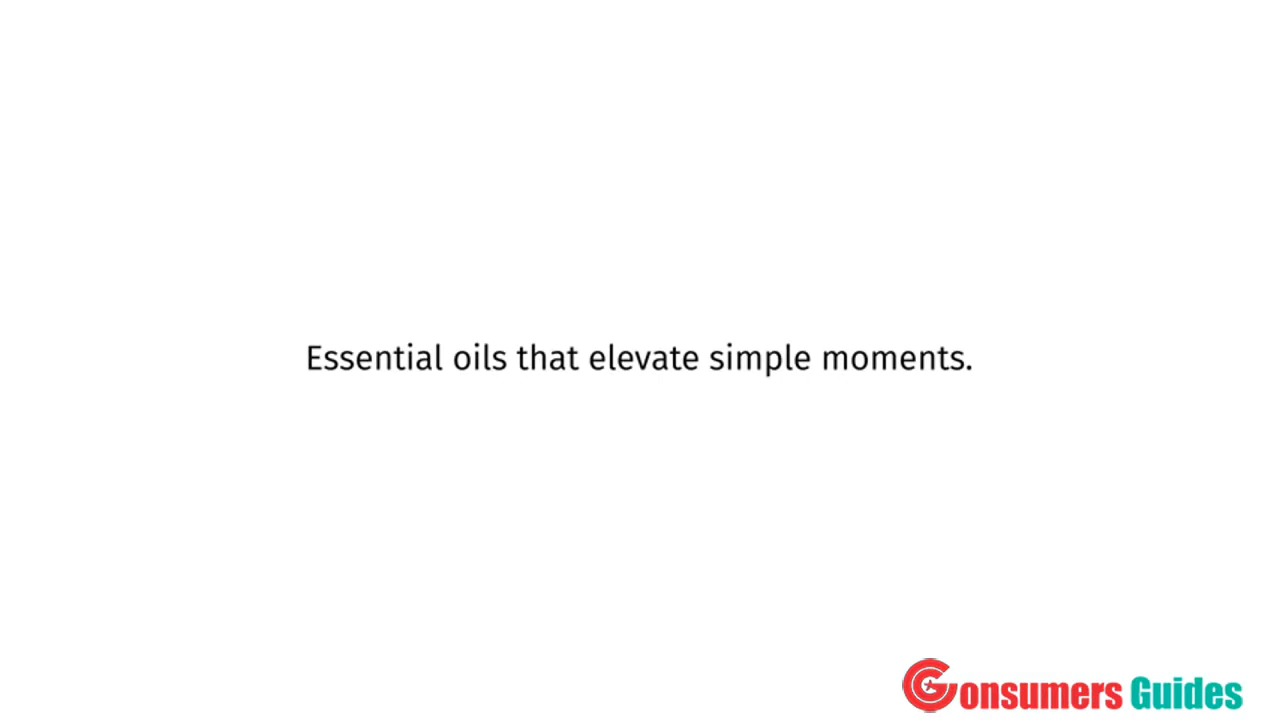 Essential oils that elevate simple moments.
Consumers Guides